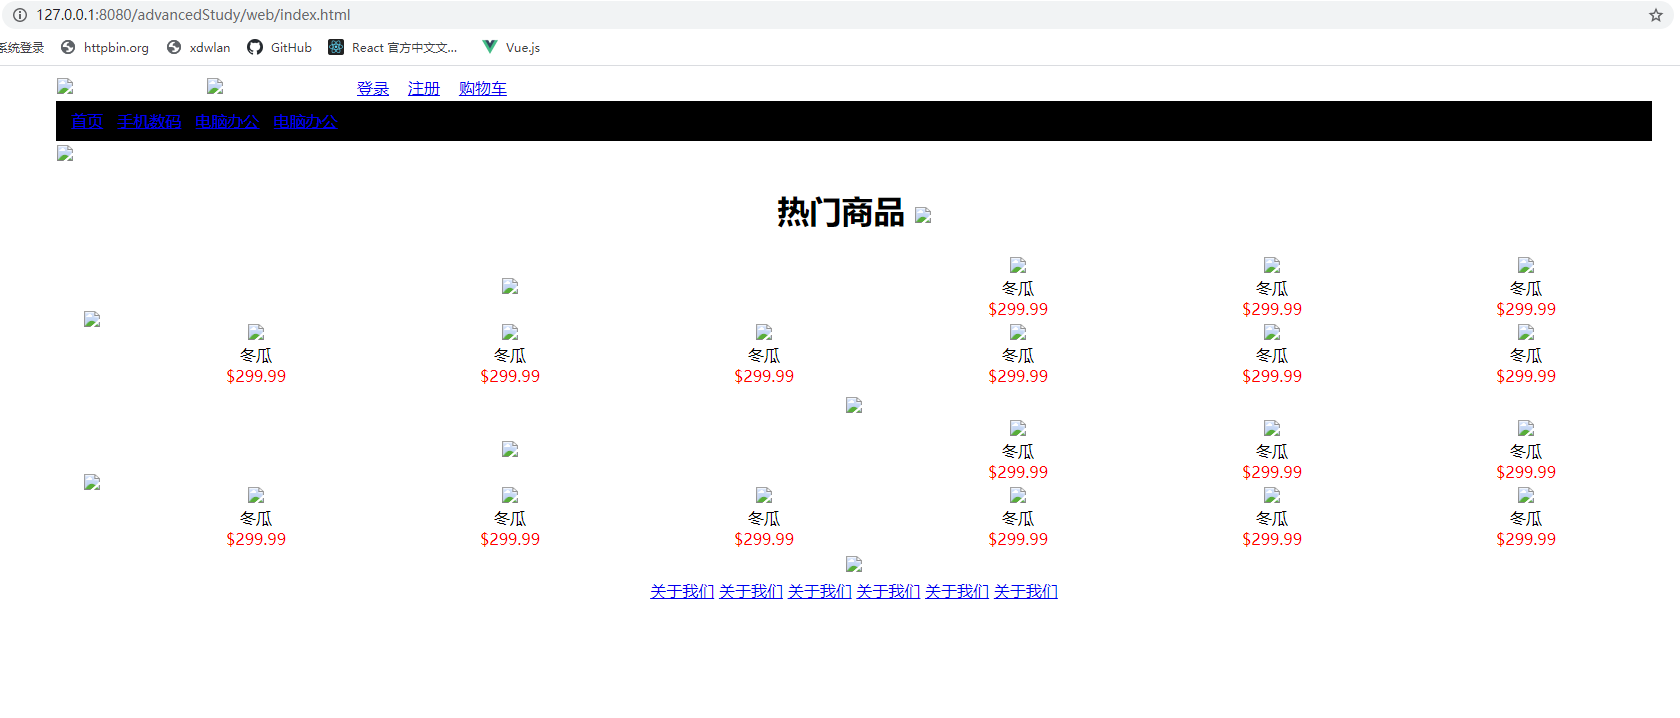 127.0.0.1:8080/advancedStudy/web/index.html
系统登录 httpbin.org xdwlan GitHub React 官方中文文... Vue.js
登录 注册 购物车
首页 手机数码 电脑办公 电脑办公
热门商品
冬瓜 冬瓜 冬瓜
$299.99 $299.99 $299.99
冬瓜 冬瓜 冬瓜 冬瓜 冬瓜 冬瓜
$299.99 $299.99 $299.99 $299.99 $299.99 $299.99
冬瓜 冬瓜 冬瓜
$299.99 $299.99 $299.99
冬瓜 冬瓜 冬瓜 冬瓜 冬瓜 冬瓜
$299.99 $299.99 $299.99 $299.99 $299.99 $299.99
关于我们 关于我们 关于我们 关于我们 关于我们 关于我们